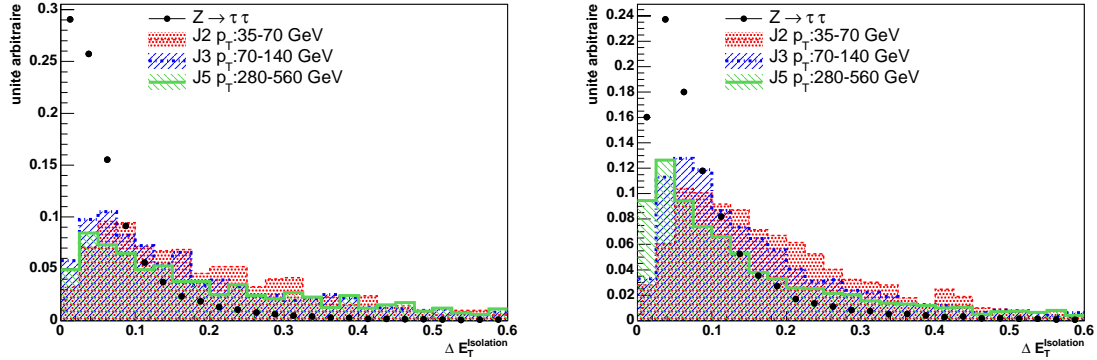 unité arbitraire
0.3
0.25
0.2
0.15
0.1
0.05
0
Z → τ τ
J2 p_T:35-70 GeV
J3 p_T:70-140 GeV
J5 p_T:280-560 GeV
0 0.1 0.2 0.3 0.4 0.5 0.6
Δ E_T^Isolation
unité arbitraire
0.24
0.22
0.2
0.18
0.16
0.14
0.12
0.1
0.08
0.06
0.04
0.02
0.00
Z → τ τ
J2 p_T:35-70 GeV
J3 p_T:70-140 GeV
J5 p_T:280-560 GeV
0 0.1 0.2 0.3 0.4 0.5 0.6
Δ E_T^Isolation